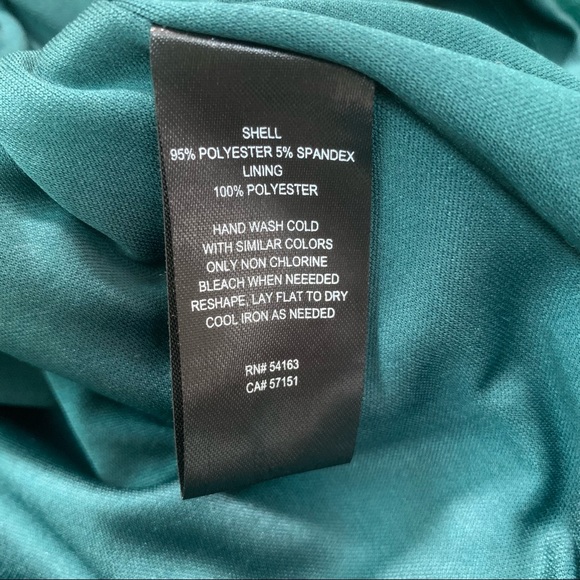 SHELL
95% POLYESTER 5% SPANDEX
LINING
100% POLYESTER
HAND WASH COLD
WITH SIMILAR COLORS
ONLY NON CHLORINE
BLEACH WHEN NEEEDED
RESHAPE, LAY FLAT TO DRY
COOL IRON AS NEEDED
RN# 54163
CA# 57151